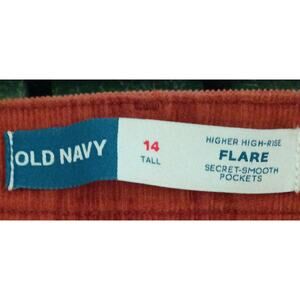 OLD NAVY
14
TALL
HIGHER HIGH-RISE
FLARE
SECRET-SMOOTH
POCKETS